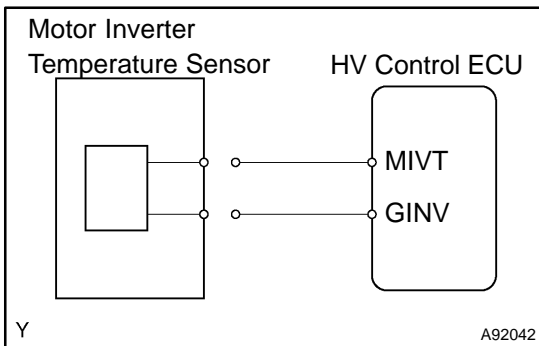 Motor Inverter
Temperature Sensor
HV Control ECU
MIVT
GINV
Y
A92042